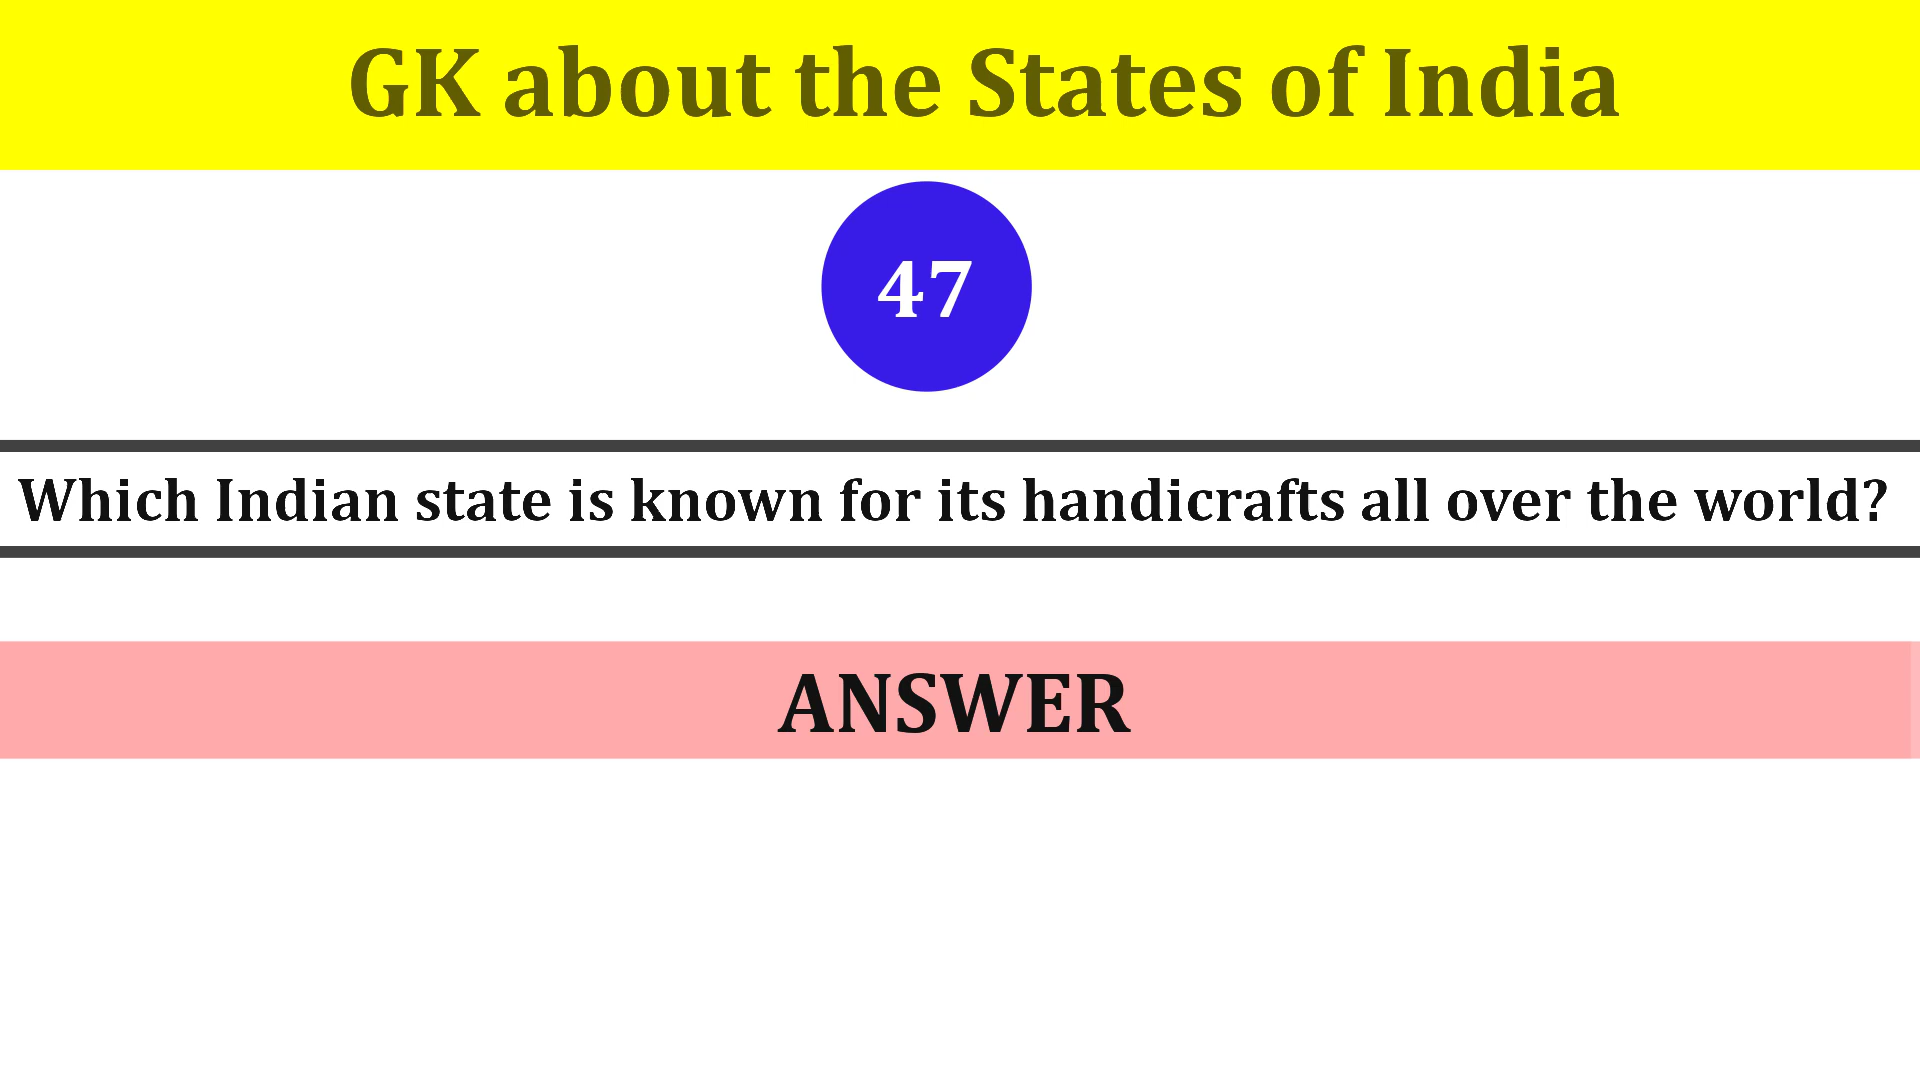 GK about the States of India
47
Which Indian state is known for its handicrafts all over the world?
ANSWER